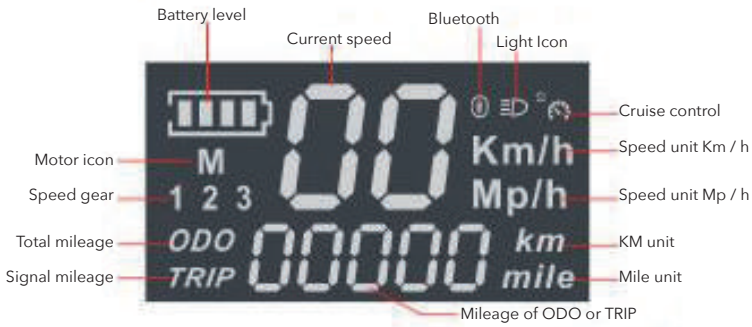 Battery level
Current speed
Bluetooth
Light Icon
Cruise control
Motor icon
M
Km/h
Speed unit Km / h
Speed gear
1 2 3
Mp/h
Speed unit Mp / h
Total mileage
ODO
00
00000
km
KM unit
Signal mileage
TRIP
mile
Mile unit
Mileage of ODO or TRIP